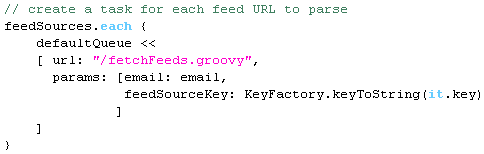 // create a task for each feed URL to parse
feedSources.each {
    defaultQueue <<
    [ url: "/fetchFeeds.groovy",
      params: [email: email,
               feedSourceKey: KeyFactory.keyToString(it.key)
              ]
    ]
}